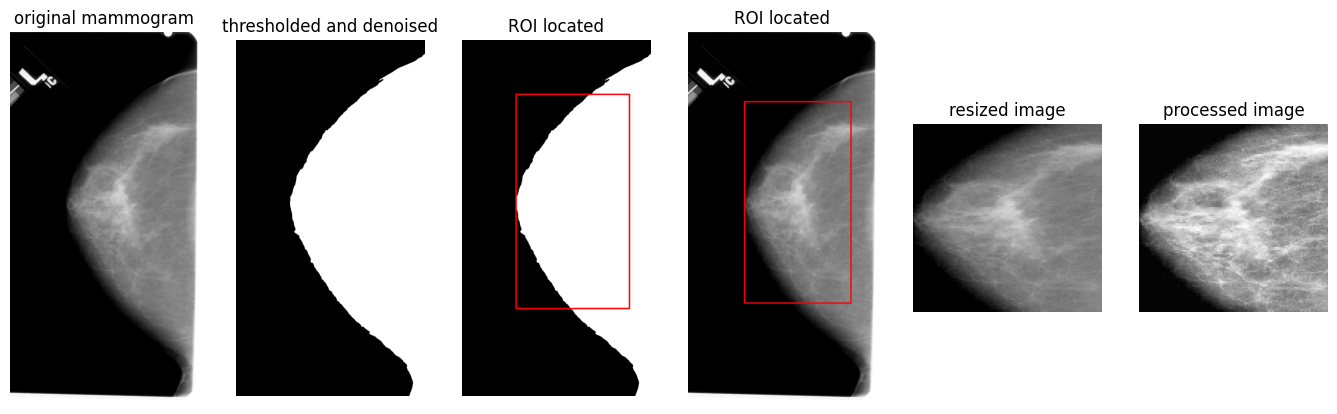 original mammogram
thresholded and denoised
ROI located
ROI located
resized image
processed image
L